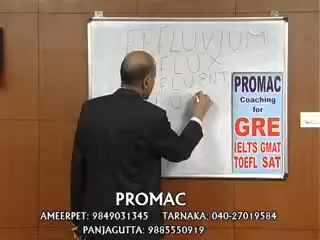 EFFLUVIUM
FLUX
FLUENT
FLU
PROMAC
Coaching
for
GRE
IELTS GMAT
TOEFL SAT
PROMAC
AMEERPET: 9849031345 TARNAKA: 040-27019584
PANJAGUTTA: 9885550919